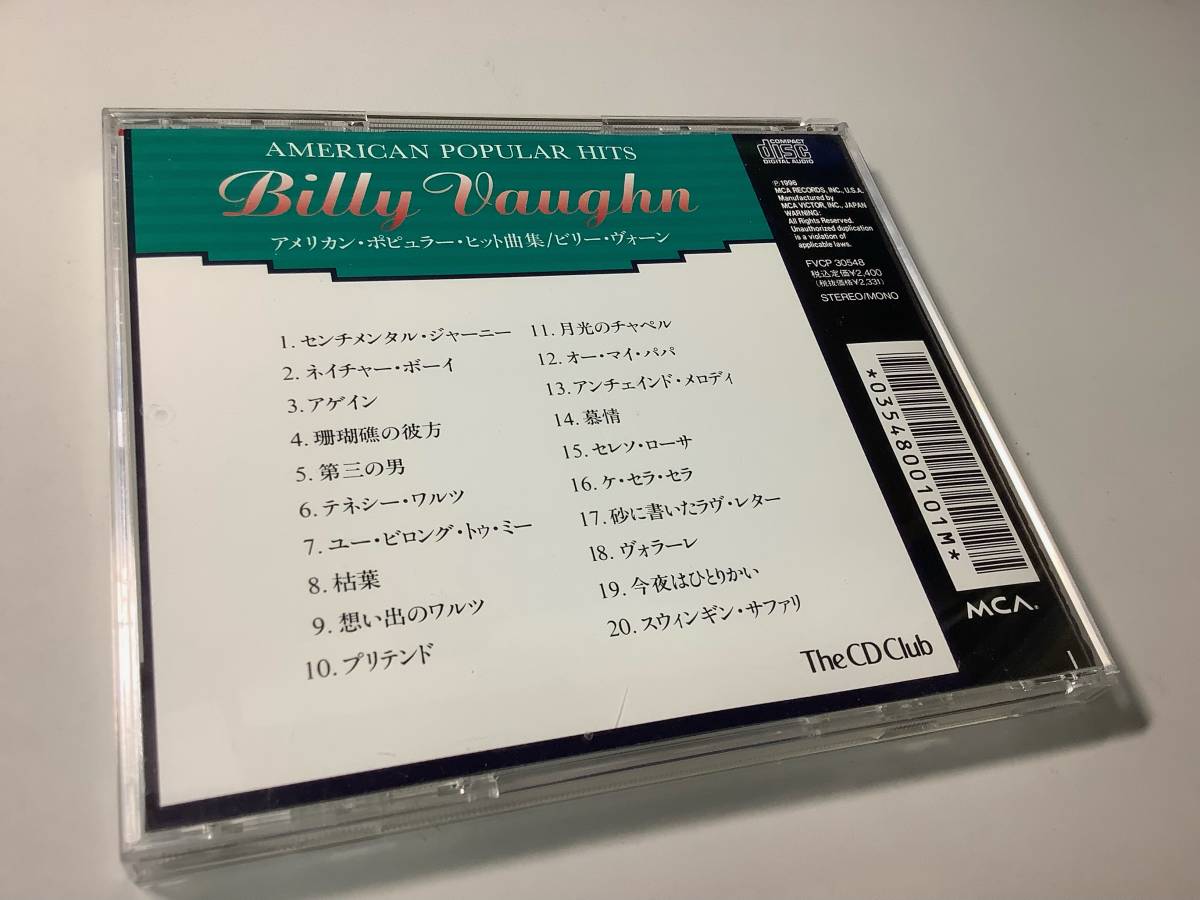 AMERICAN POPULAR HITS
Billy Vaughn
アメリカン・ポピュラー・ヒット曲集/ビリー・ヴォーン
1. センチメンタル・ジャーニー
2. ネイチャー・ボーイ
3. アゲイン
4. 珊瑚礁の彼方
5. 第三の男
6. テネシー・ワルツ
7. ユー・ビロング・トゥ・ミー
8. 枯葉
9. 想い出のワルツ
10. プリテンド
11. 月光のチャペル
12. オー・マイ・パパ
13. アンチェインド・メロディ
14. 慕情
15. セレソ・ローサ
16. ケ・セラ・セラ
17. 砂に書いたラヴ・レター
18. ヴォラーレ
19. 今夜はひとりかい
20. スウィンギン・サファリ
The CD Club
COMPACT
disc
DIGITAL AUDIO
℗ 1996
MCA RECORDS, INC., U.S.A.
Manufactured by
MCA VICTOR, INC., JAPAN
WARNING:
All Rights Reserved.
Unauthorized duplication
is a violation of
applicable laws.
FVCP 30548
税込定価¥2,400
(税抜価格¥2,331)
STEREO/MONO
*0354800101M*
MCA®